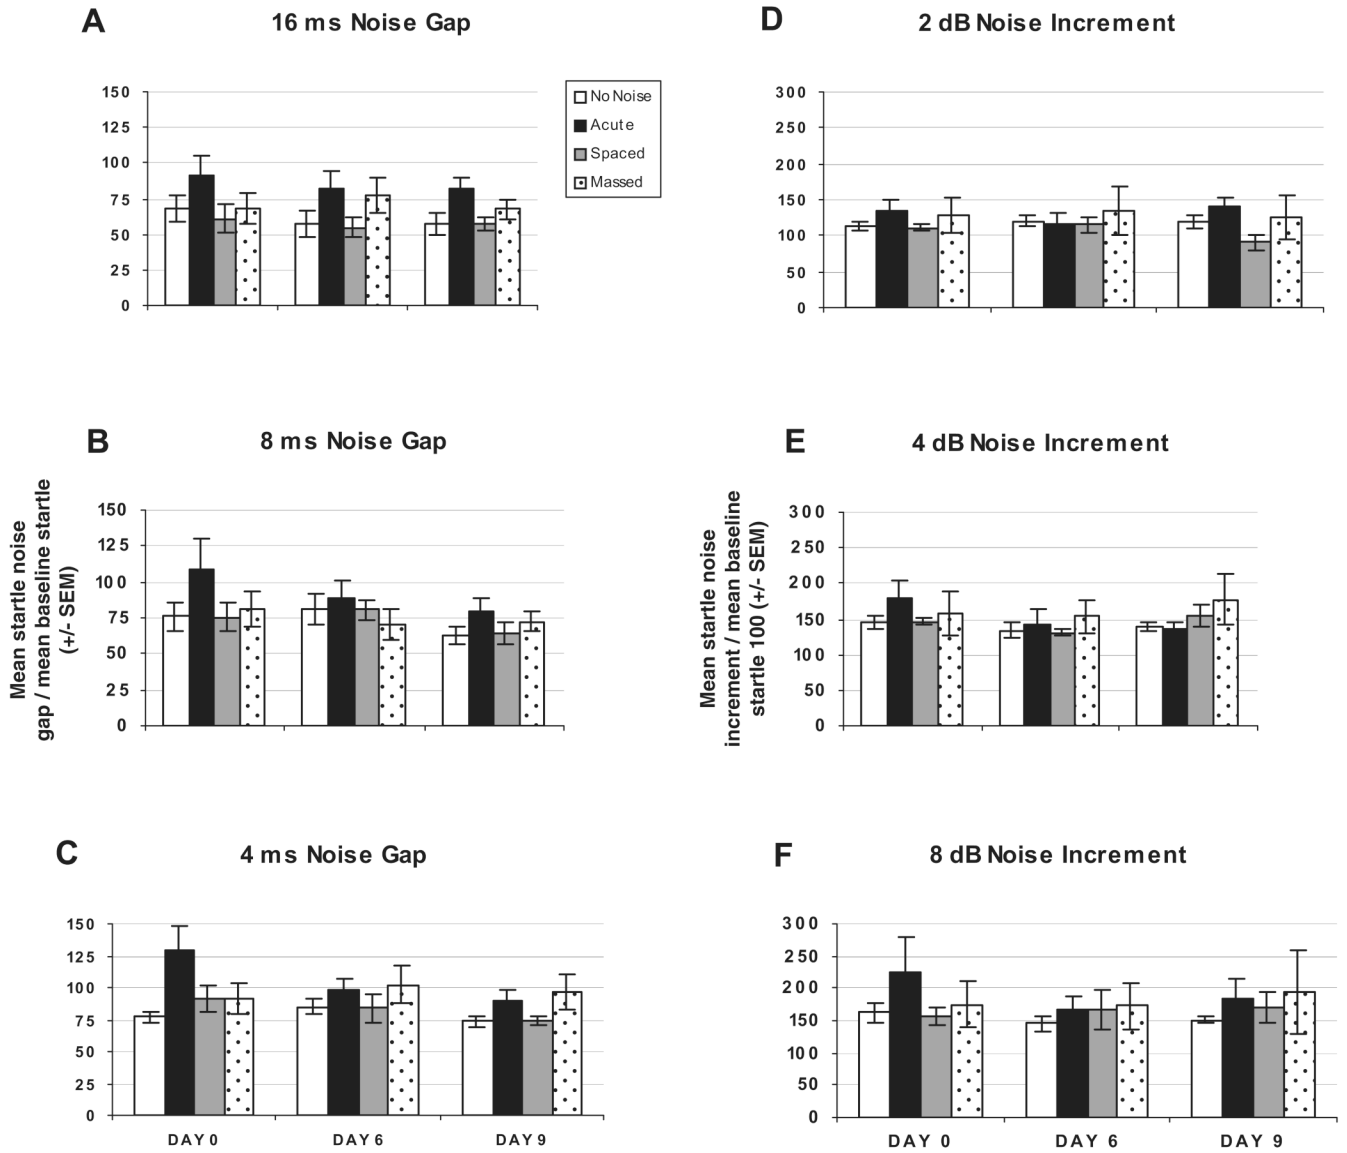 A
16 ms Noise Gap
150
125
100
75
50
25
0
No Noise
Acute
Spaced
Massed
D
2 dB Noise Increment
300
250
200
150
100
50
0
B
8 ms Noise Gap
Mean startle noise
gap / mean baseline startle
(+/- SEM)
150
125
100
75
50
25
0
E
4 dB Noise Increment
Mean startle noise
increment / mean baseline
startle 100 (+/- SEM)
300
250
200
150
100
50
0
C
4 ms Noise Gap
150
125
100
75
50
25
0
DAY 0
DAY 6
DAY 9
F
8 dB Noise Increment
300
250
200
150
100
50
0
DAY 0
DAY 6
DAY 9